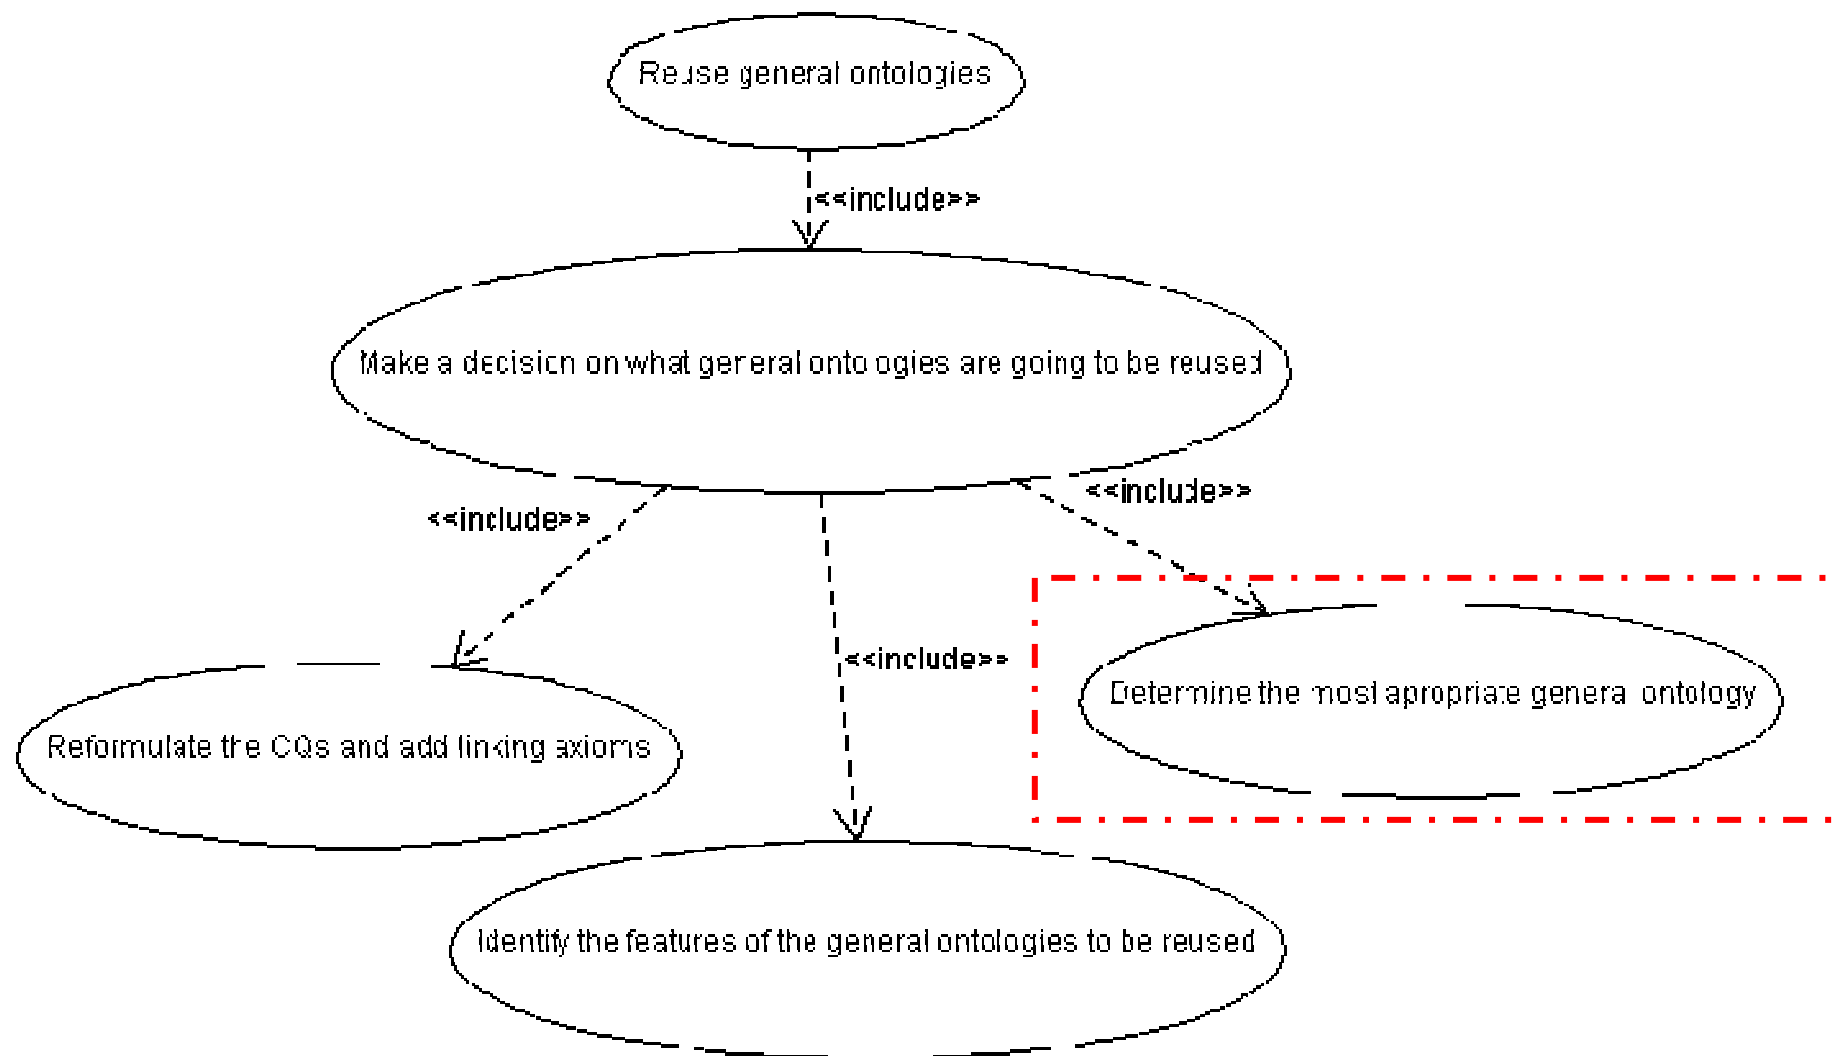 Reuse general ontologies
<<include>>
Make a decision on what general ontologies are going to be reused
<<include>>
<<include>>
<<include>>
Determine the most apropriate general ontology
Reformulate the CQs and add linking axioms
Identify the features of the general ontologies to be reused